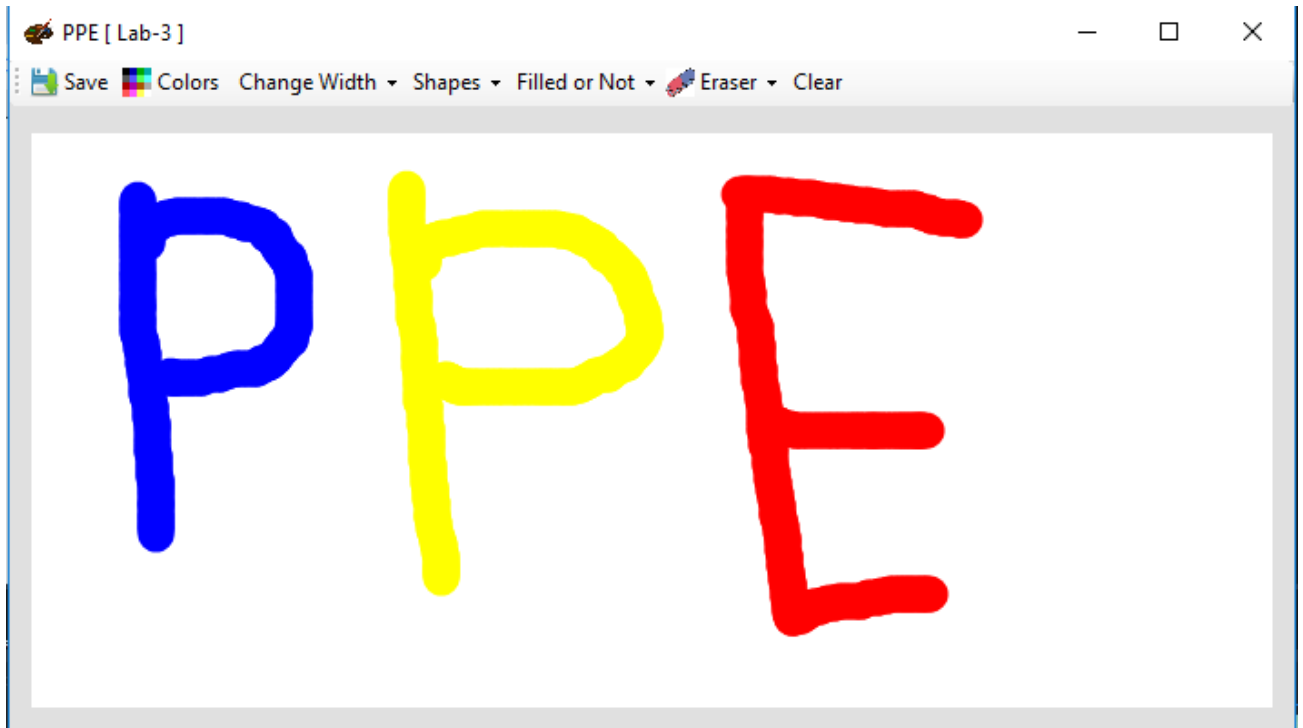 PPE [ Lab-3 ]
Save Colors Change Width Shapes Filled or Not Eraser Clear
PPE